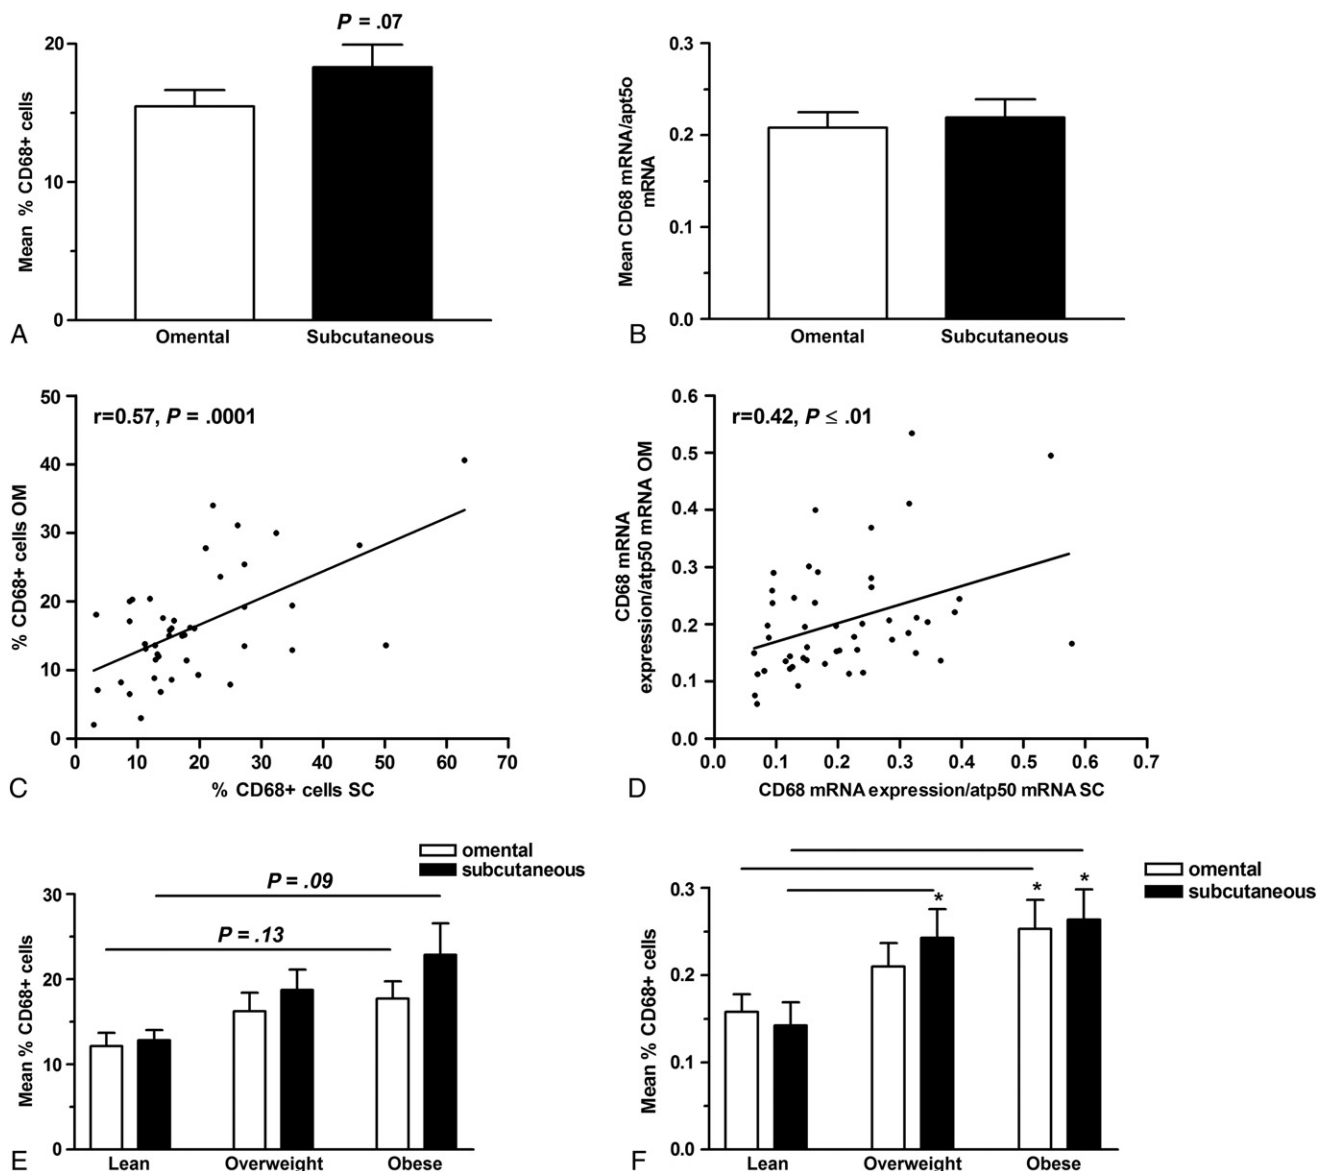 P = .07
20
10
0
Mean % CD68+ cells
Omental
Subcutaneous
A
0.3
0.2
0.1
0.0
Mean CD68 mRNA/apt5o
mRNA
Omental
Subcutaneous
B
r=0.57, P = .0001
50
40
30
20
10
0
% CD68+ cells OM
0 10 20 30 40 50 60 70
% CD68+ cells SC
C
r=0.42, P ≤ .01
0.6
0.5
0.4
0.3
0.2
0.1
0.0
CD68 mRNA
expression/atp50 mRNA OM
0.0 0.1 0.2 0.3 0.4 0.5 0.6 0.7
CD68 mRNA expression/atp50 mRNA SC
D
omental
subcutaneous
P = .09
P = .13
30
20
10
0
Mean % CD68+ cells
Lean Overweight Obese
E
omental
subcutaneous
* * *
0.3
0.2
0.1
0.0
Mean % CD68+ cells
Lean Overweight Obese
F